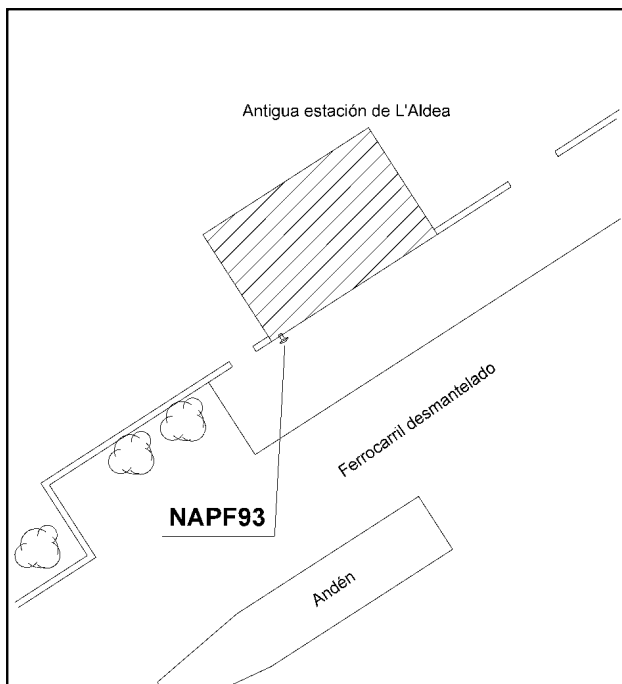 Antigua estación de L'Aldea
Ferrocarril desmantelado
NAPF93
Andén